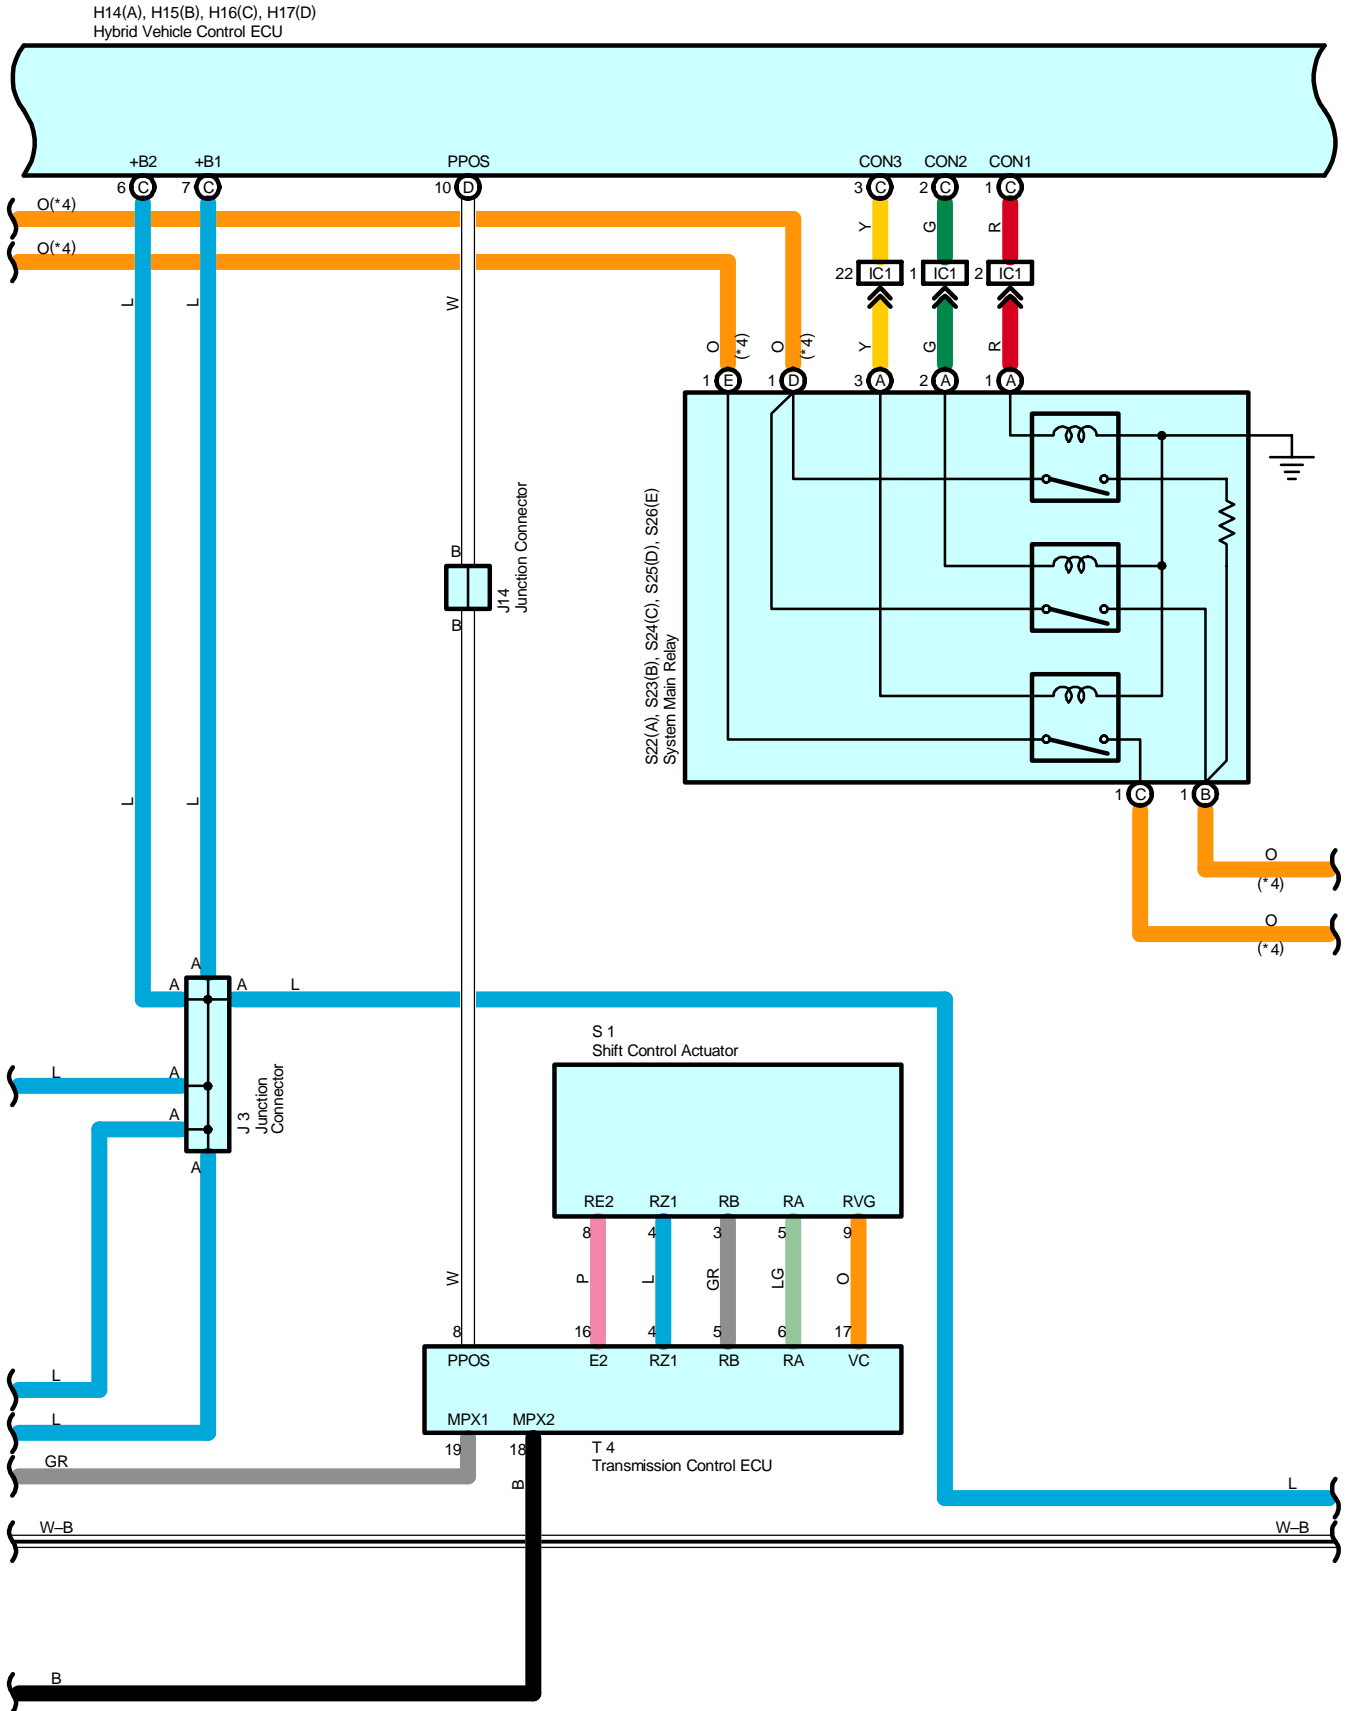 H14(A), H15(B), H16(C), H17(D)
Hybrid Vehicle Control ECU
+B2
+B1
PPOS
CON3
CON2
CON1
6 C
7 C
10 D
3 C
2 C
1 C
O(*4)
O(*4)
L
L
W
Y
G
R
22 IC1
1 IC1
2 IC1
O
(*4)
O
(*4)
Y
G
R
1 E
1 D
3 A
2 A
1 A
S22(A), S23(B), S24(C), S25(D), S26(E)
System Main Relay
B
J14
Junction Connector
B
L
L
1 C
1 B
O
(*4)
O
(*4)
A
A
A
L
L
A
A
A
J 3
Junction
Connector
S 1
Shift Control Actuator
RE2
RZ1
RB
RA
RVG
8
4
3
5
9
W
P
L
GR
LG
O
8
16
4
5
6
17
PPOS
E2
RZ1
RB
RA
VC
MPX1
MPX2
19
18
T 4
Transmission Control ECU
L
L
GR
B
L
W–B
W–B
B